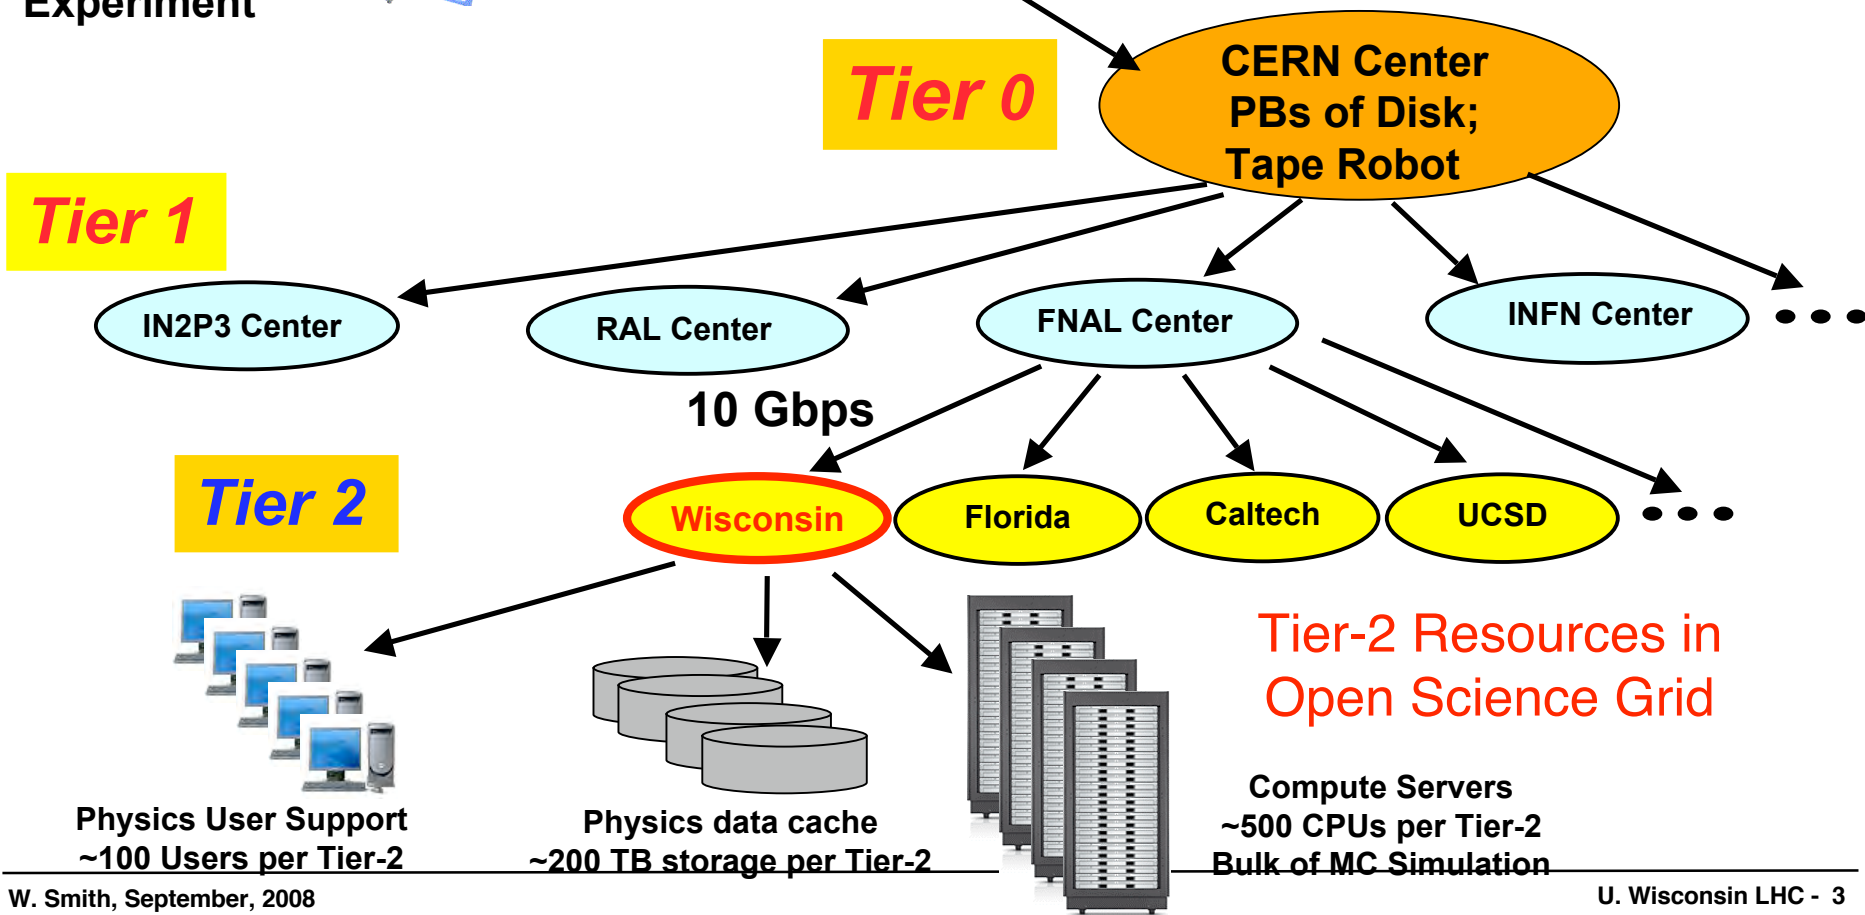 Experiment
CERN Center
PBs of Disk;
Tape Robot
Tier 0
Tier 1
IN2P3 Center
RAL Center
FNAL Center
INFN Center
10 Gbps
Tier 2
Wisconsin
Florida
Caltech
UCSD
Tier-2 Resources in
Open Science Grid
Physics User Support
~100 Users per Tier-2
Physics data cache
~200 TB storage per Tier-2
Compute Servers
~500 CPUs per Tier-2
Bulk of MC Simulation
W. Smith, September, 2008
U. Wisconsin LHC - 3